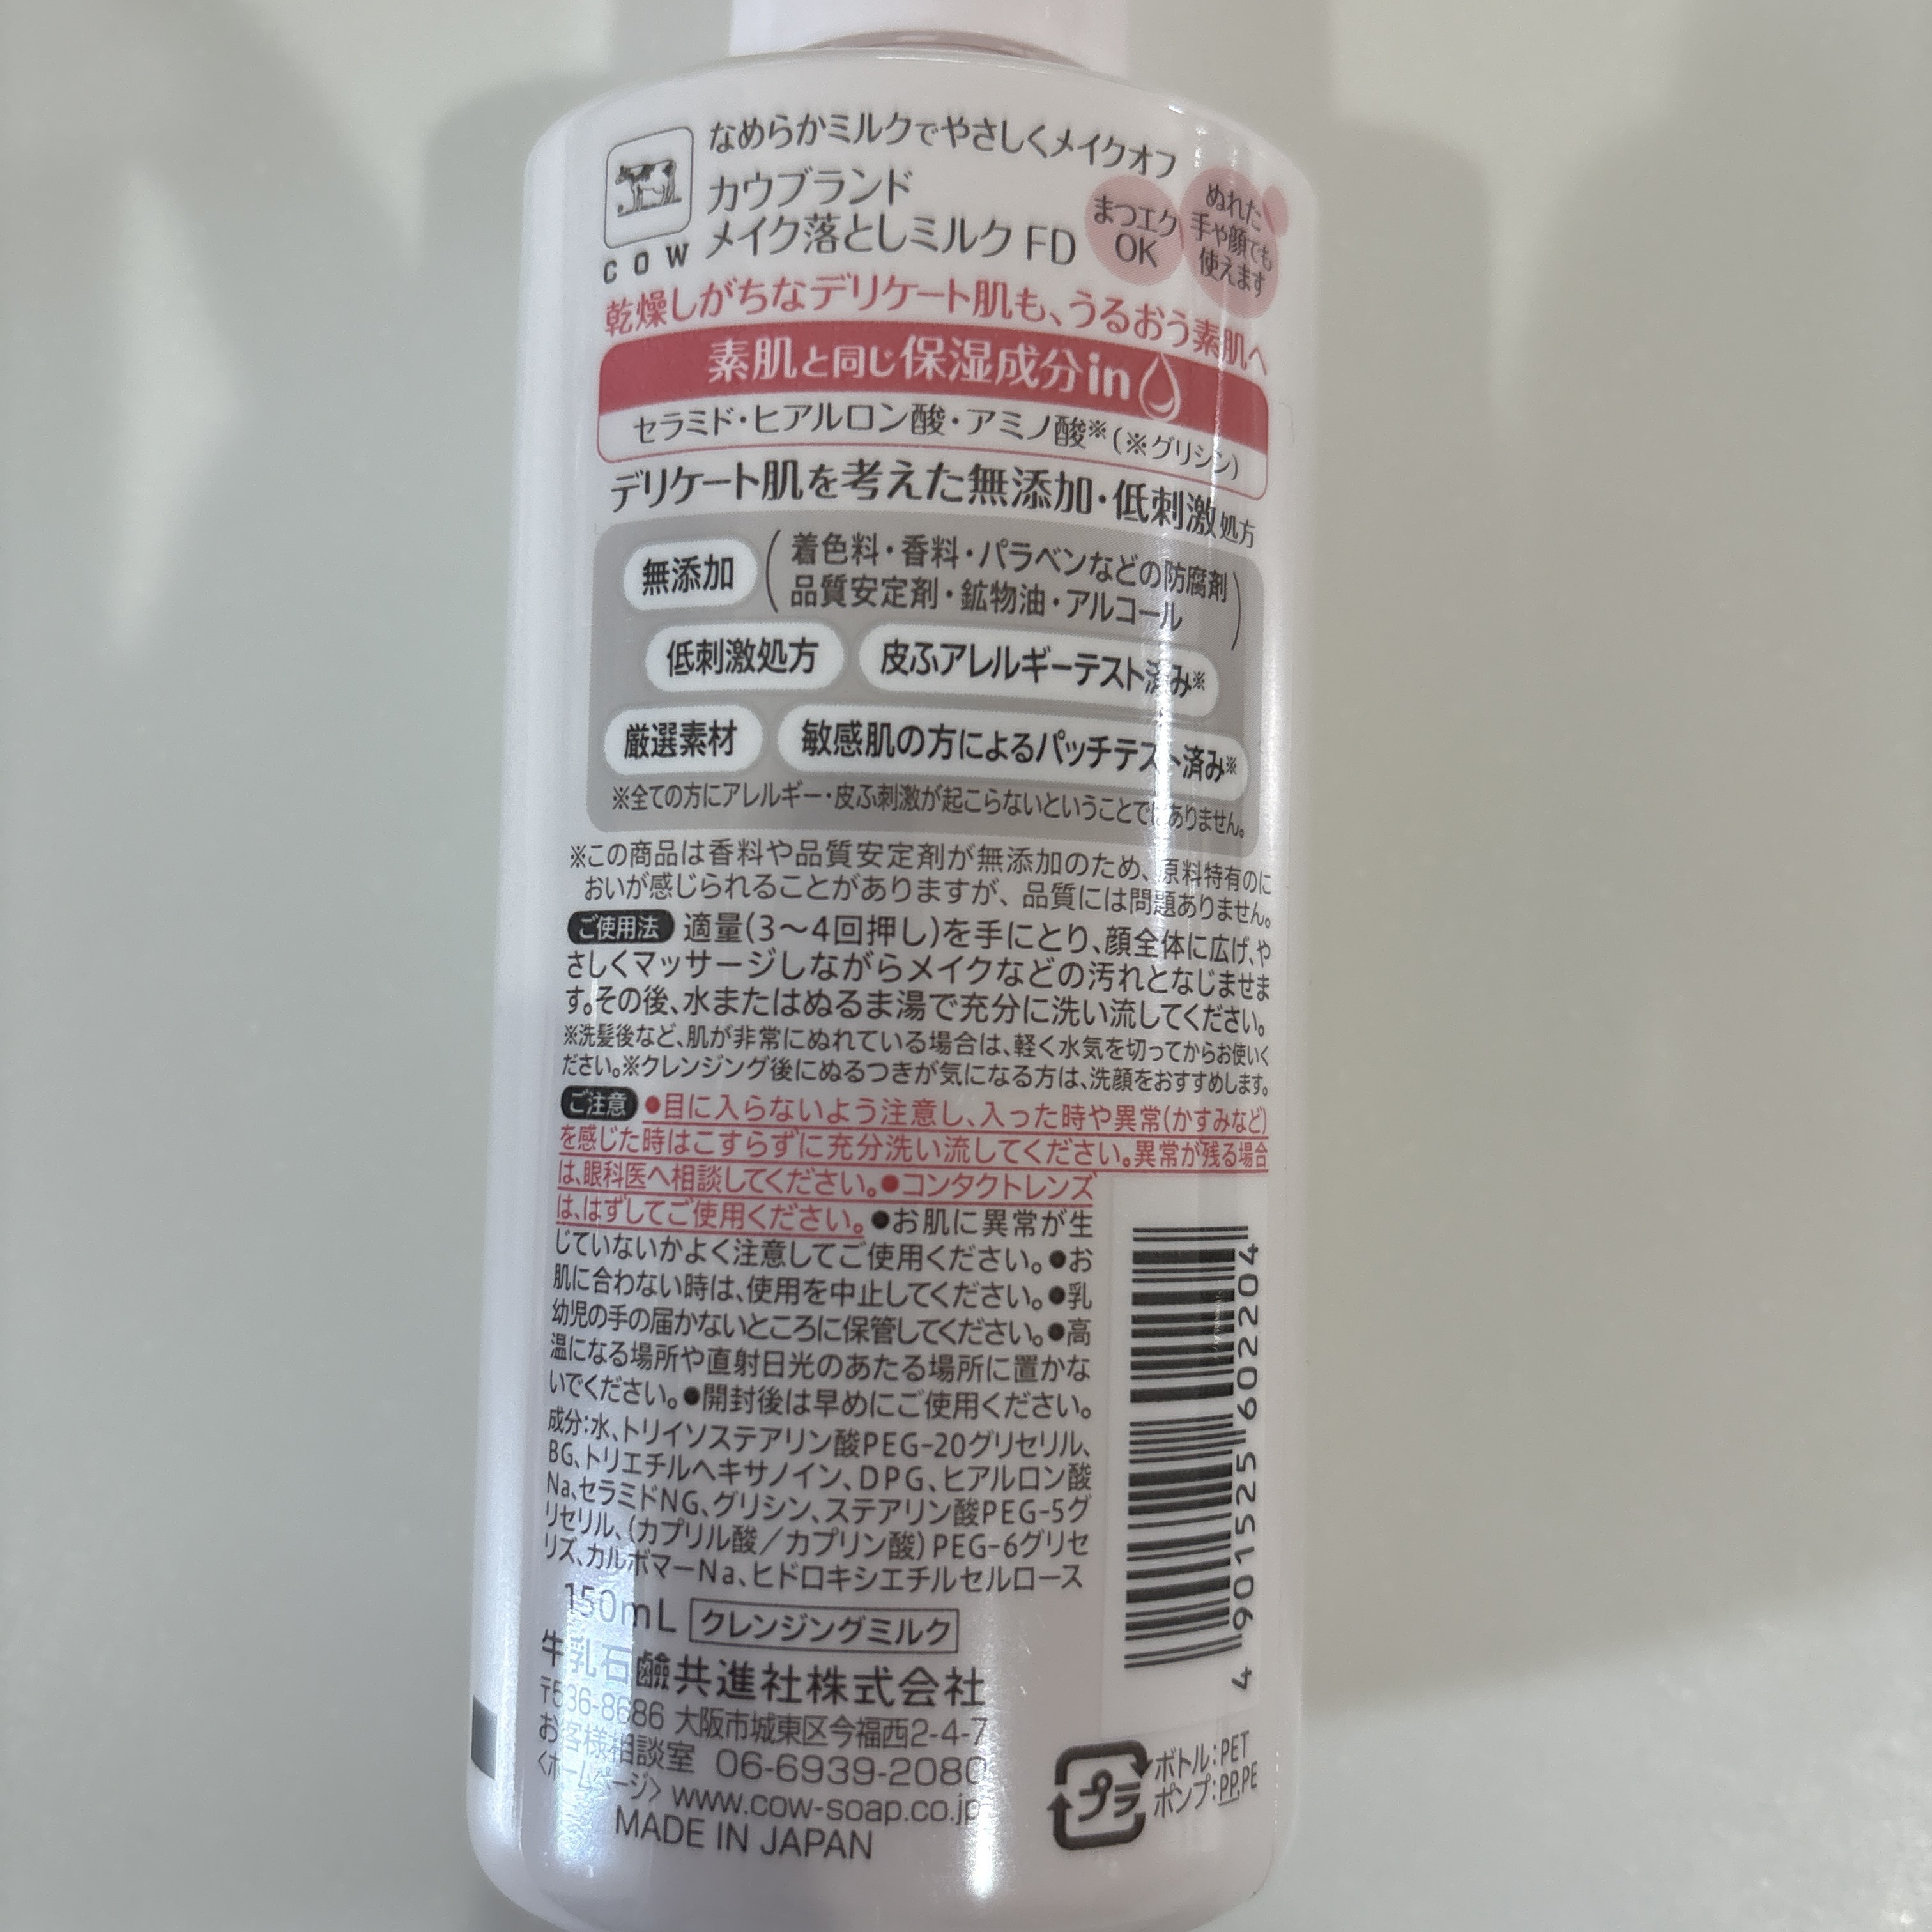 なめらかミルクでやさしくメイクオフ
カウブランド
メイク落としミルク FD
COW
まつエク
OK
ぬれた
手や顔でも
使えます
乾燥しがちなデリケート肌も、うるおう素肌へ
素肌と同じ保湿成分in
セラミド・ヒアルロン酸・アミノ酸※(※グリシン)
デリケート肌を考えた無添加・低刺激処方
無添加
着色料・香料・パラベンなどの防腐剤
品質安定剤・鉱物油・アルコール
低刺激処方 皮ふアレルギーテスト済み※
厳選素材 敏感肌の方によるパッチテスト済み※
※全ての方にアレルギー・皮ふ刺激が起こらないということではありません。
※この商品は香料や品質安定剤が無添加のため、原料特有のに
おいが感じられることがありますが、品質には問題ありません。
ご使用法 適量(3～4回押し)を手にとり、顔全体に広げ、や
さしくマッサージしながらメイクなどの汚れとなじませま
す。その後、水またはぬるま湯で充分に洗い流してください。
※洗髪後など、肌が非常にぬれている場合は、軽く水気を切ってからお使いく
ださい。※クレンジング後にぬるつきが気になる方は、洗顔をおすすめします。
ご注意 ●目に入らないよう注意し、入った時や異常(かすみなど)
を感じた時はこすらずに充分洗い流してください。異常が残る場合
は、眼科医へ相談してください。●コンタクトレンズ
は、はずしてご使用ください。●お肌に異常が生
じていないかよく注意してご使用ください。●お
肌に合わない時は、使用を中止してください。●乳
幼児の手の届かないところに保管してください。●高
温になる場所や直射日光のあたる場所に置かな
いでください。●開封後は早めにご使用ください。
成分:水、トリイソステアリン酸PEG-20グリセリル、
BG、トリエチルヘキサノイン、DPG、ヒアルロン酸
Na、セラミドNG、グリシン、ステアリン酸PEG-5グ
リセリル、(カプリル酸/カプリン酸)PEG-6グリセ
リズ、カルボマーNa、ヒドロキシエチルセルロース
150mL クレンジングミルク
牛乳石鹼共進社株式会社
〒536-8686 大阪市城東区今福西2-4-7
お客様相談室 06-6939-2080
〈ホームページ〉www.cow-soap.co.jp
MADE IN JAPAN
4 901525 602204
プラ
ボトル:PET
ポンプ:PP,PE